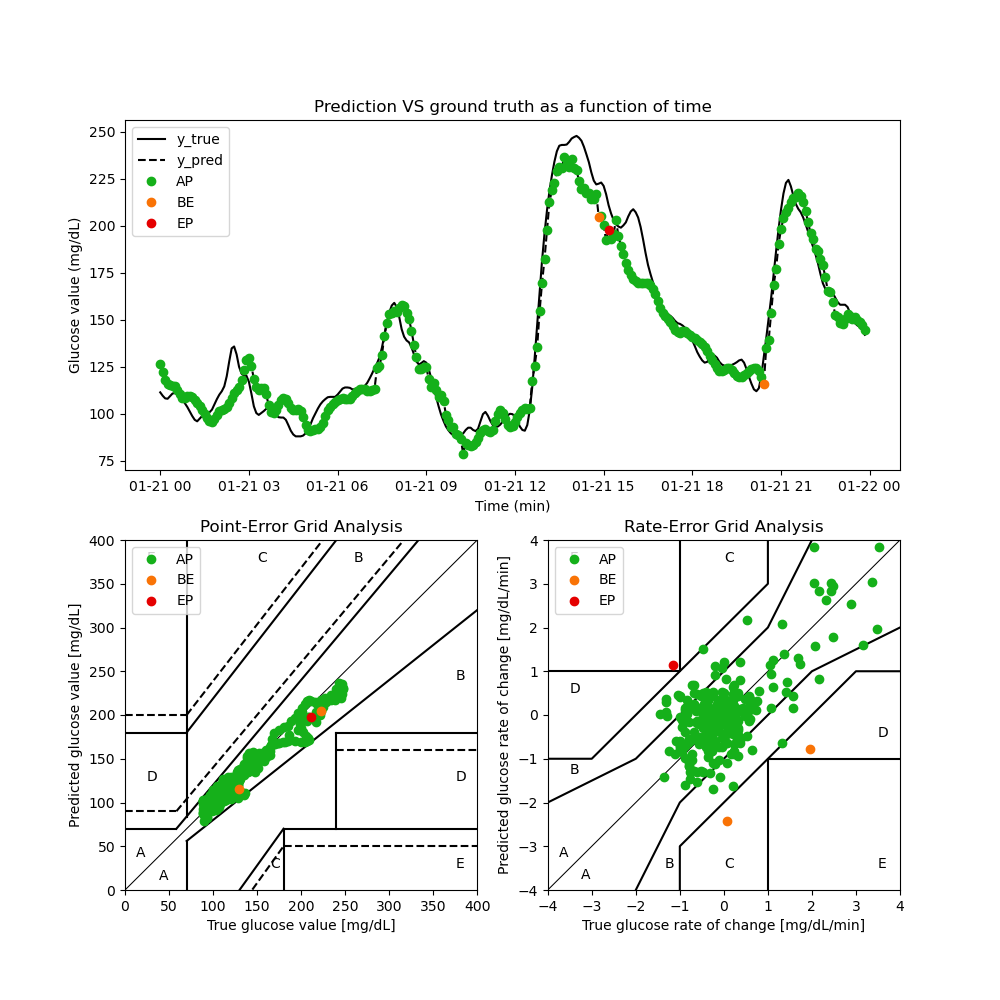 Prediction VS ground truth as a function of time
y_true
y_pred
AP
BE
EP
Glucose value (mg/dL)
250
225
200
175
150
125
100
75
01-21 00 01-21 03 01-21 06 01-21 09 01-21 12 01-21 15 01-21 18 01-21 21 01-22 00
Time (min)
Point-Error Grid Analysis
AP
BE
EP
C
B
B
D
D
A
A
C
E
Predicted glucose value [mg/dL]
400
350
300
250
200
150
100
50
0
0 50 100 150 200 250 300 350 400
True glucose value [mg/dL]
Rate-Error Grid Analysis
AP
BE
EP
C
D
D
B
A
A
B
C
E
Predicted glucose rate of change [mg/dL/min]
4
3
2
1
0
−1
−2
−3
−4
−4 −3 −2 −1 0 1 2 3 4
True glucose rate of change [mg/dL/min]